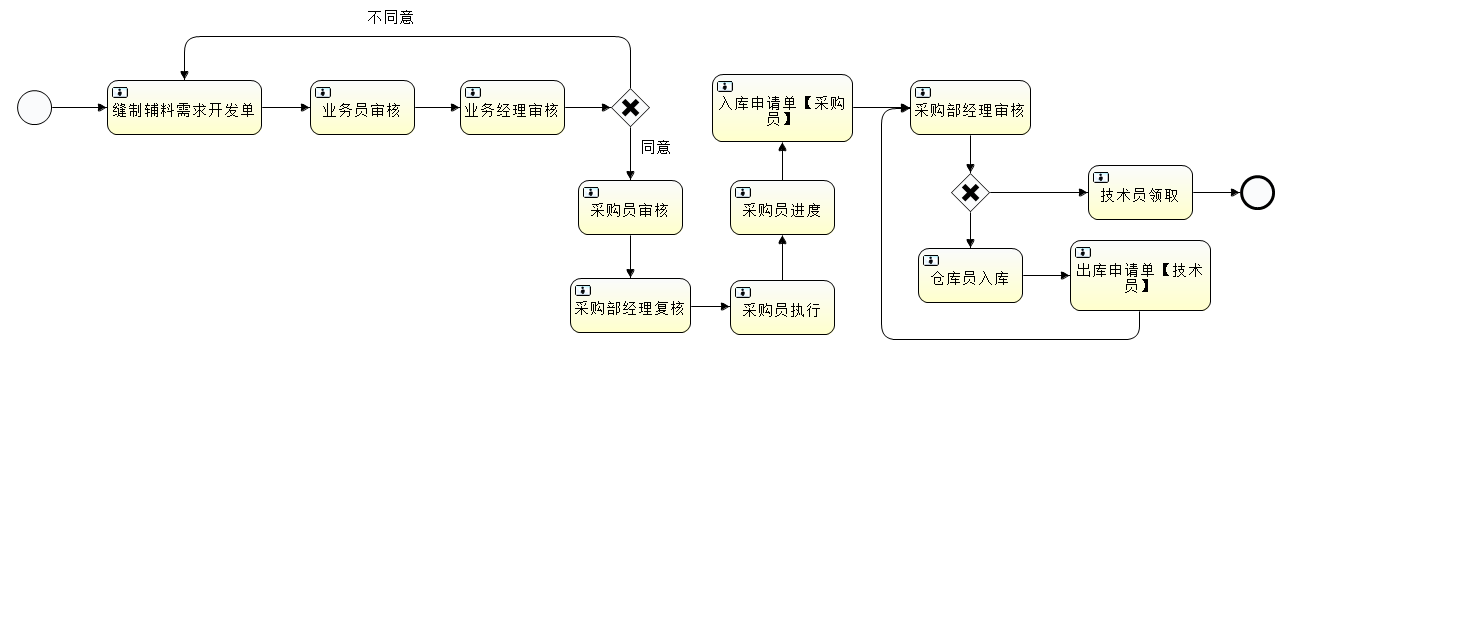 不同意
缝制辅料需求开发单
业务员审核
业务经理审核
同意
采购员审核
采购部经理复核
采购员执行
采购员进度
入库申请单【采购
员】
采购部经理审核
技术员领取
仓库员入库
出库申请单【技术
员】